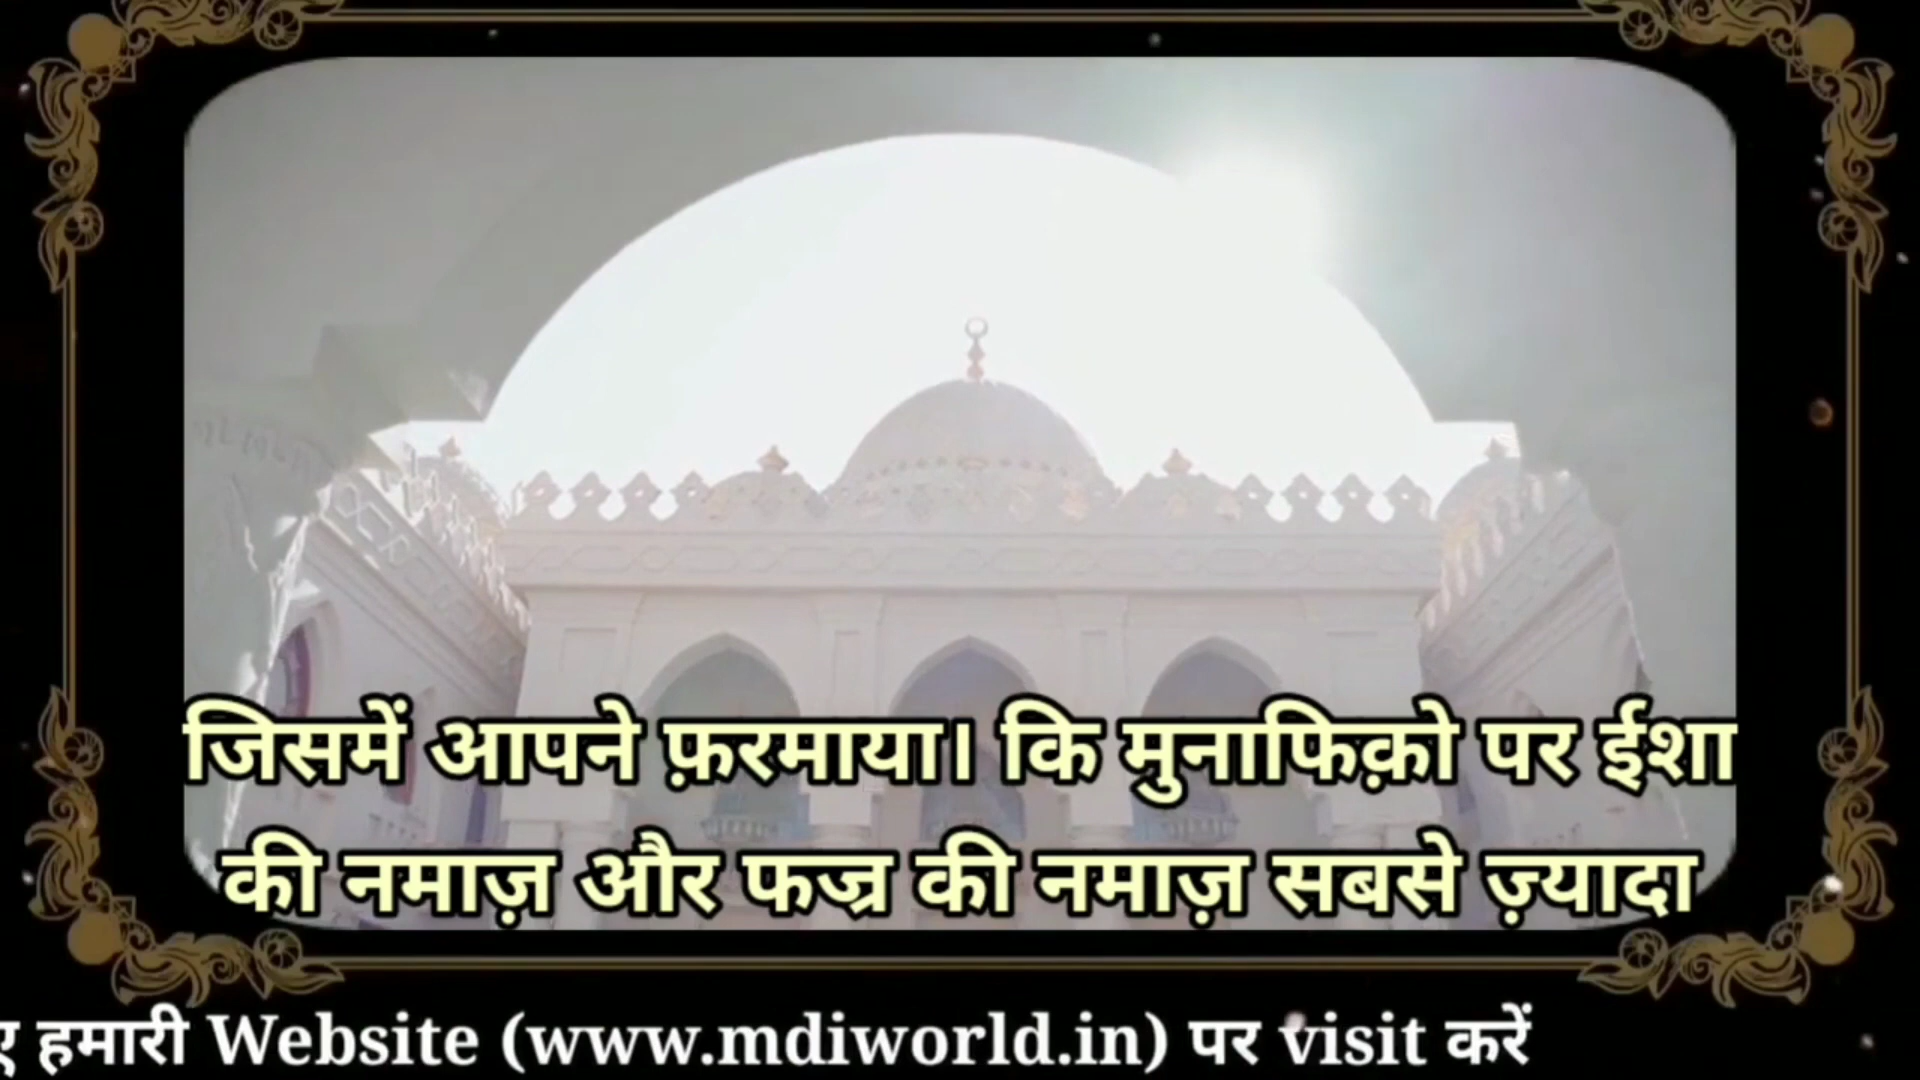 जिसमें आपने फ़रमाया। कि मुनाफिक़ो पर ईशा
की नमाज़ और फज्र की नमाज़ सबसे ज़्यादा
हमारी Website (www.mdiworld.in) पर visit करें